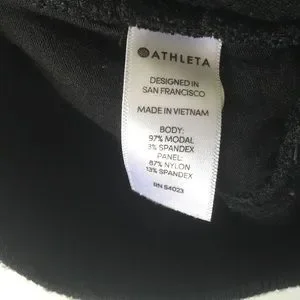 ATHLETA
DESIGNED IN
SAN FRANCISCO
MADE IN VIETNAM
BODY:
97% MODAL
3% SPANDEX
PANEL:
87% NYLON
13% SPANDEX
RN 54023